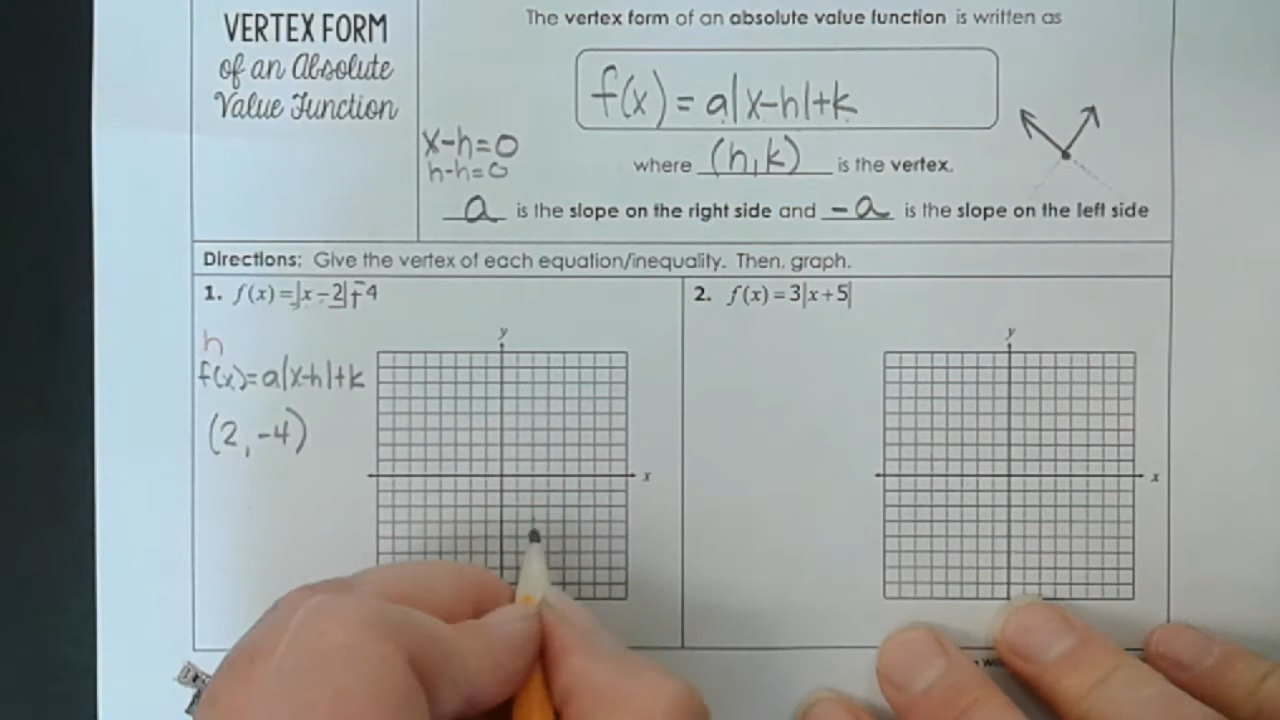 VERTEX FORM
of an Absolute
Value Function
The vertex form of an absolute value function is written as
f(x) = a|x-h|+k
x-h=0
h-h=0
where (h,k) is the vertex.
a is the slope on the right side and -a is the slope on the left side
Directions: Give the vertex of each equation/inequality. Then, graph.
1. f(x)=|x-2|-4
h
f(x)=a|x-h|+k
(2,-4)
y
x
2. f(x)=3|x+5|
y
x